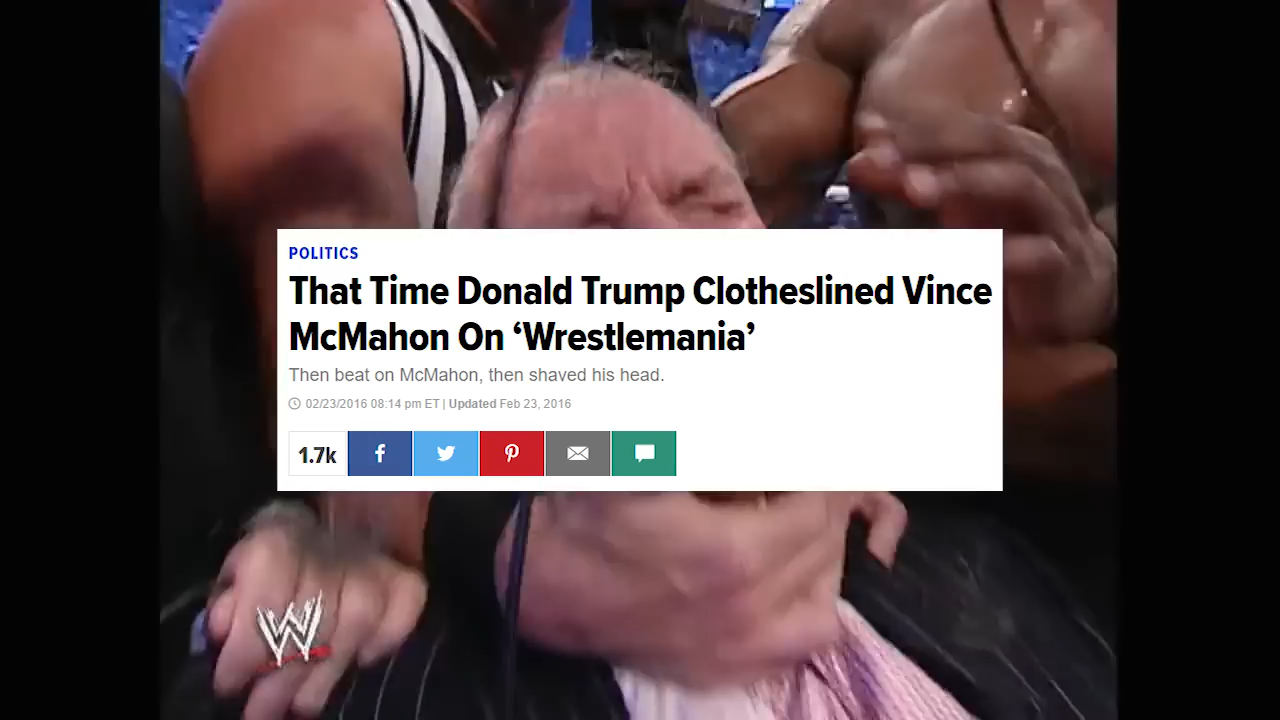 POLITICS
That Time Donald Trump Clotheslined Vince
McMahon On ‘Wrestlemania’
Then beat on McMahon, then shaved his head.
02/23/2016 08:14 pm ET | Updated Feb 23, 2016
1.7k
W